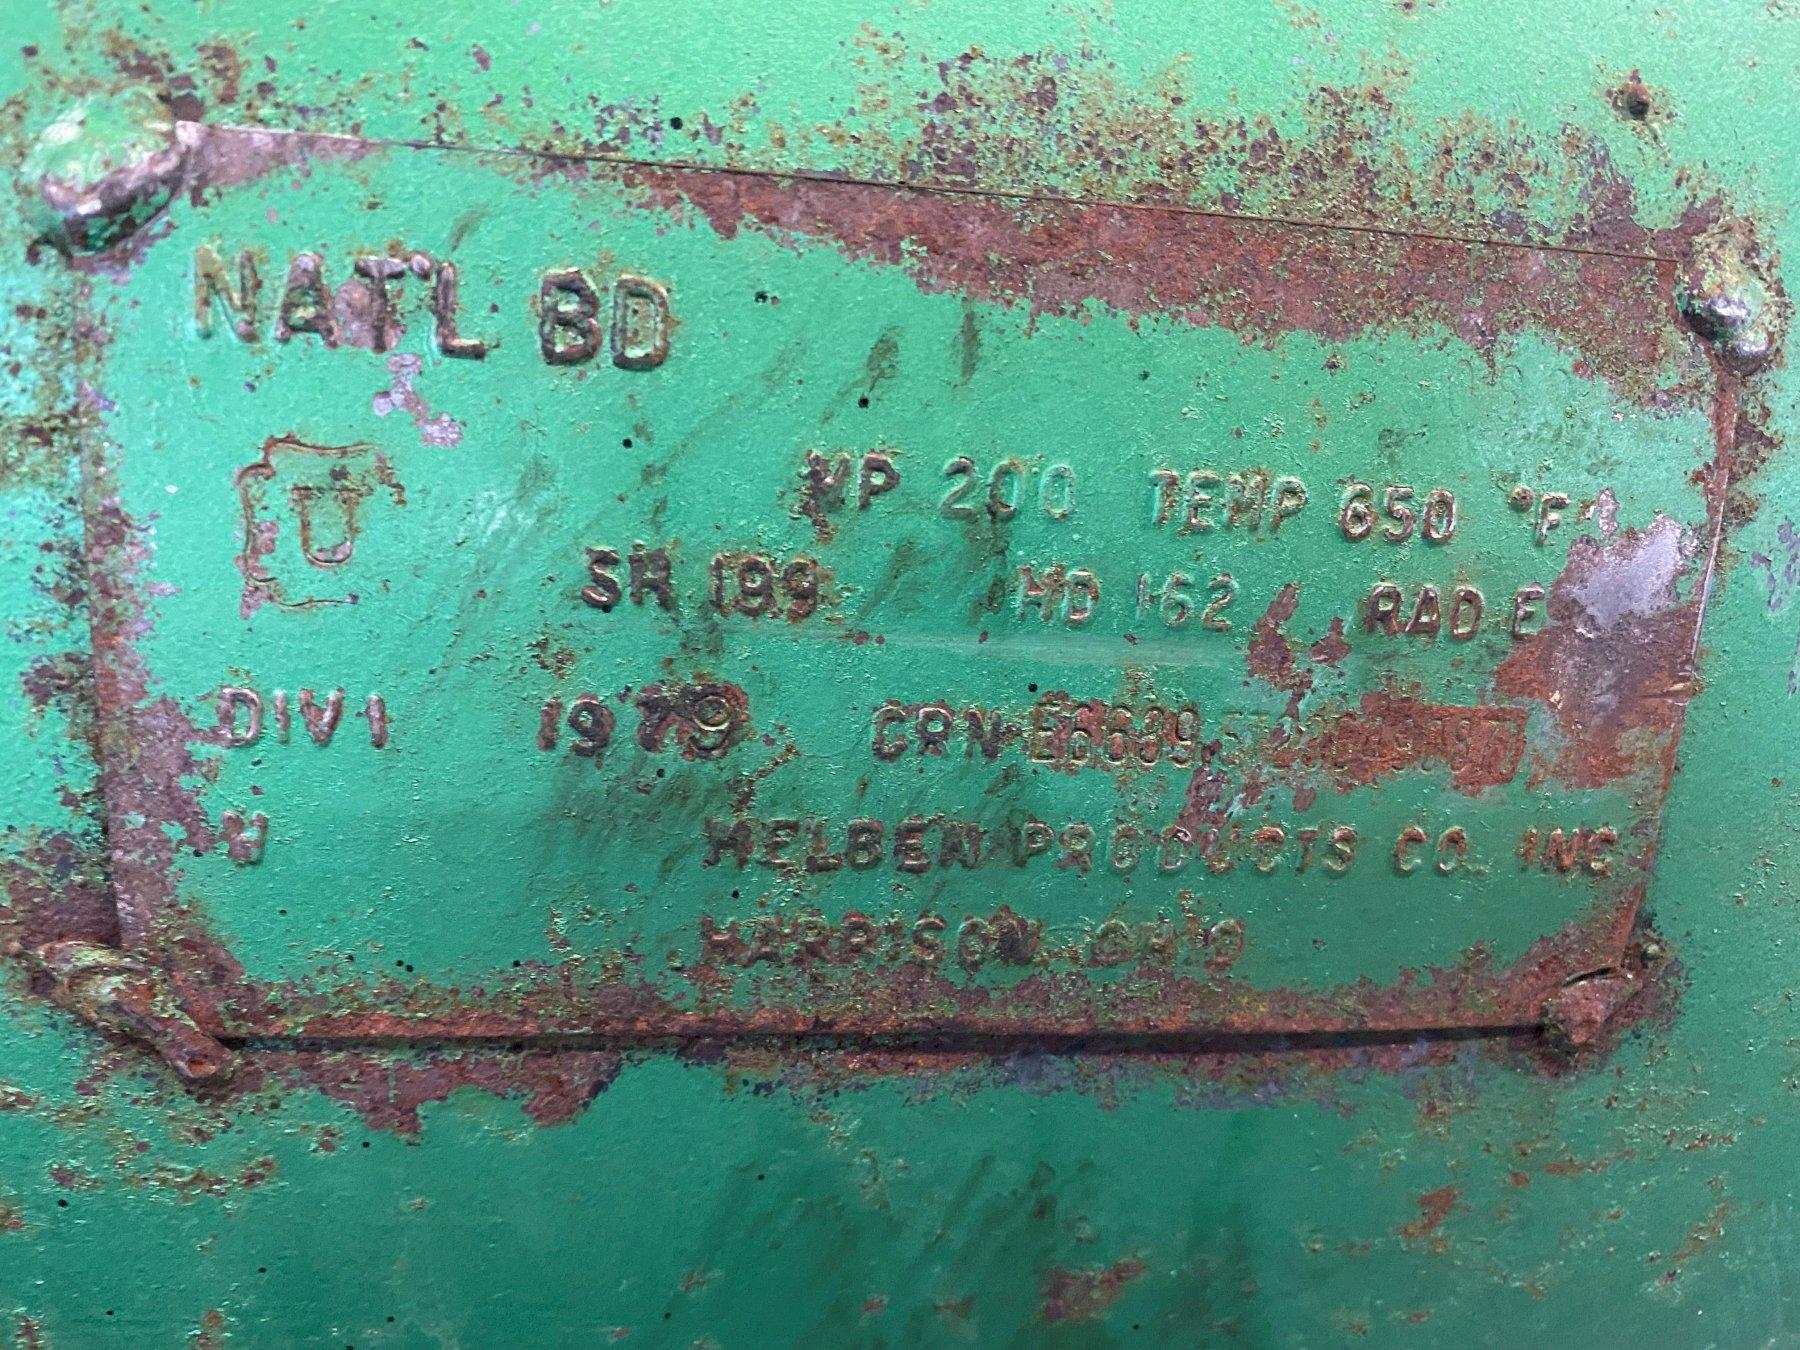 NAT'L BD
U
WP 200 TEMP 650 °F
SH 199 HD 162 RAD E
DIV 1 1979 CRN
W MELBEN PRODUCTS CO. INC
HARRISON OHIO